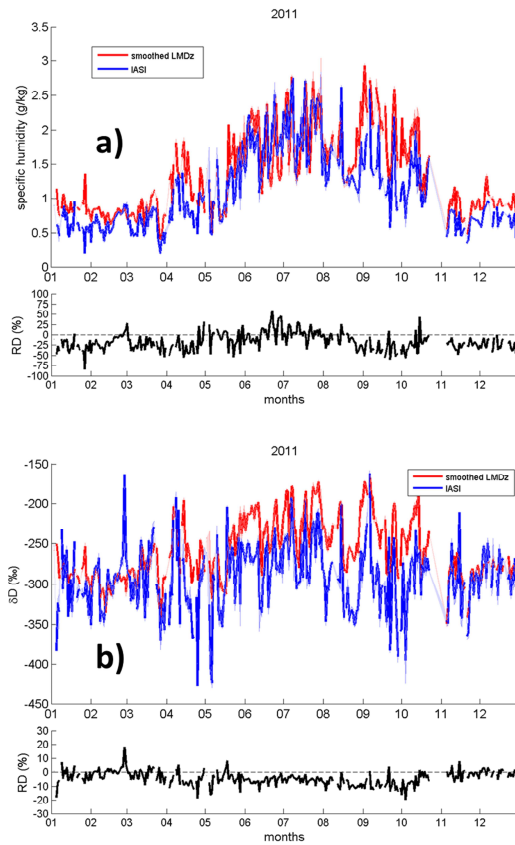 2011
smoothed LMDz
IASI
a)
specific humidity (g/kg)
3.5
3
2.5
2
1.5
1
0.5
0
01 02 03 04 05 06 07 08 09 10 11 12
RD (%)
100
75
50
25
0
-25
-50
-75
-100
01 02 03 04 05 06 07 08 09 10 11 12
months
2011
smoothed LMDz
IASI
b)
δD (‰)
-150
-200
-250
-300
-350
-400
-450
01 02 03 04 05 06 07 08 09 10 11 12
RD (%)
30
20
10
0
-10
-20
-30
01 02 03 04 05 06 07 08 09 10 11 12
months